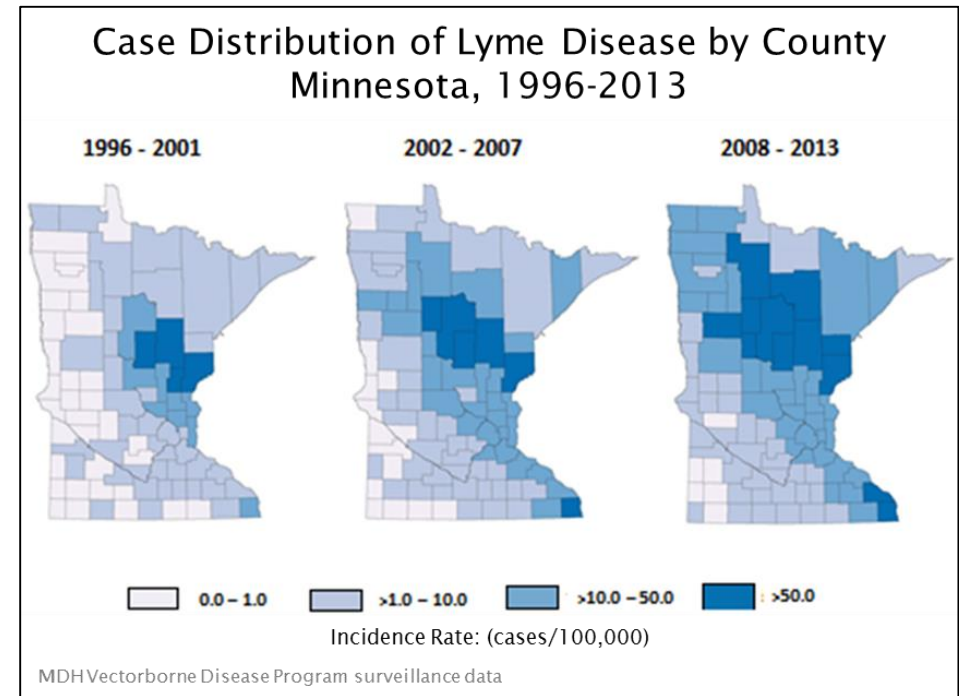 Case Distribution of Lyme Disease by County
Minnesota, 1996-2013
1996 - 2001
2002 - 2007
2008 - 2013
0.0 – 1.0
>1.0 – 10.0
>10.0 – 50.0
: >50.0
Incidence Rate: (cases/100,000)
MDH Vectorborne Disease Program surveillance data